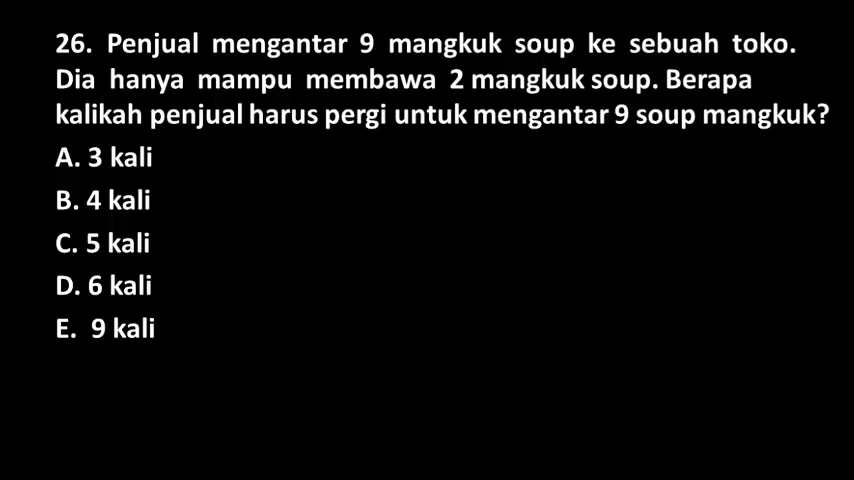 26. Penjual mengantar 9 mangkuk soup ke sebuah toko.
Dia hanya mampu membawa 2 mangkuk soup. Berapa
kalikah penjual harus pergi untuk mengantar 9 soup mangkuk?
A. 3 kali
B. 4 kali
C. 5 kali
D. 6 kali
E. 9 kali